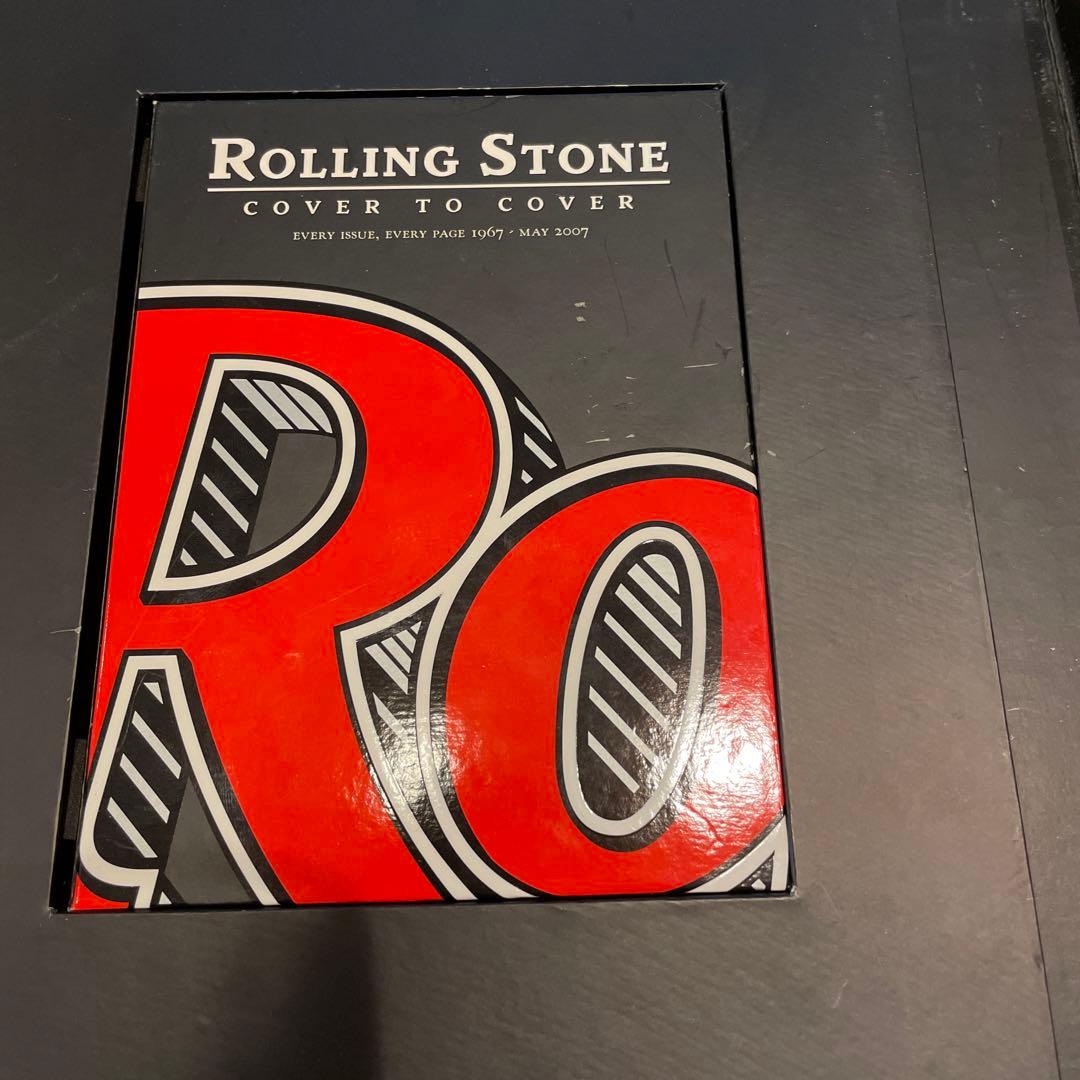 ROLLING STONE
COVER TO COVER
EVERY ISSUE, EVERY PAGE 1967 - MAY 2007
Ro